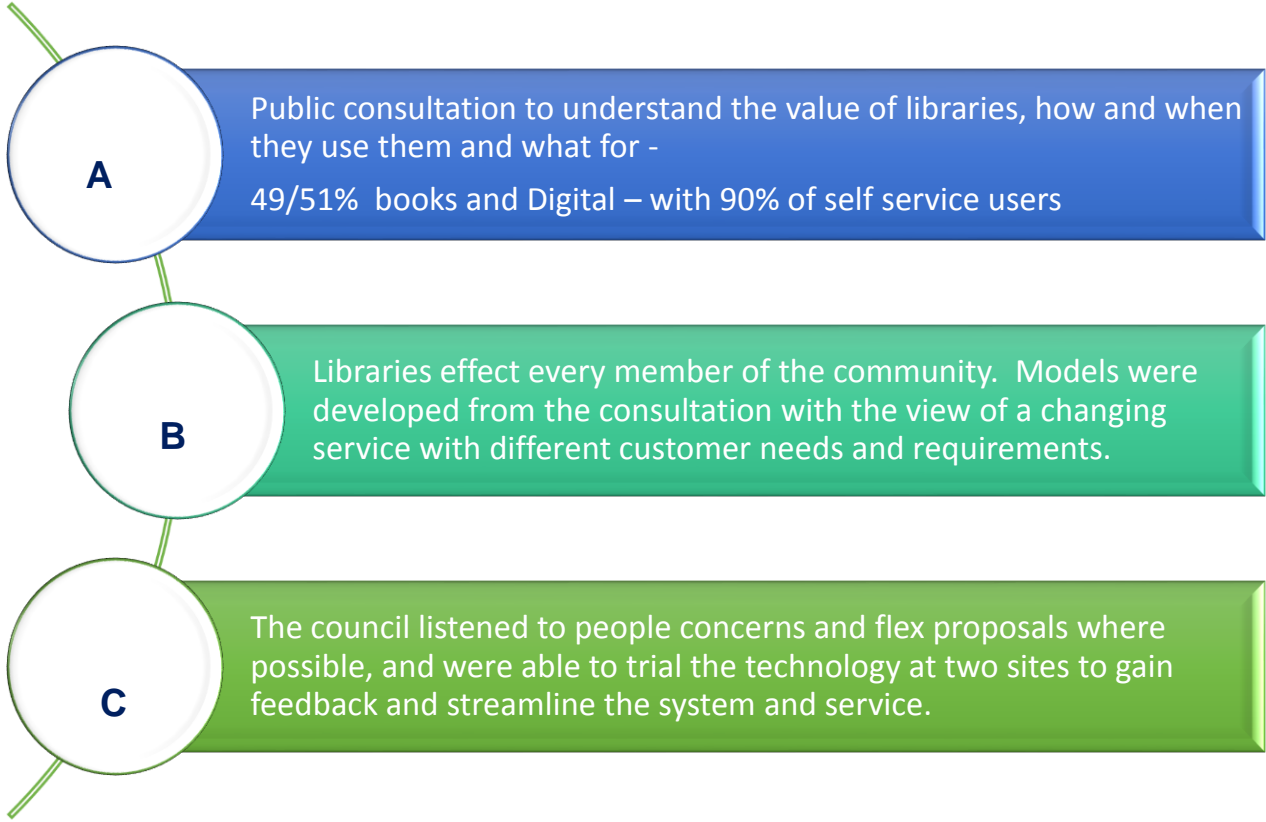 A
Public consultation to understand the value of libraries, how and when
they use them and what for -
49/51%  books and Digital – with 90% of self service users
B
Libraries effect every member of the community.  Models were
developed from the consultation with the view of a changing
service with different customer needs and requirements.
C
The council listened to people concerns and flex proposals where
possible, and were able to trial the technology at two sites to gain
feedback and streamline the system and service.